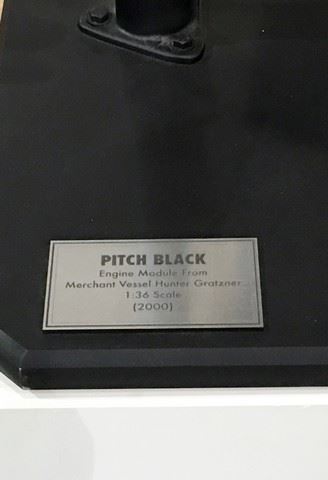 PITCH BLACK
Engine Module From
Merchant Vessel Hunter Gratzner
1:36 Scale
(2000)